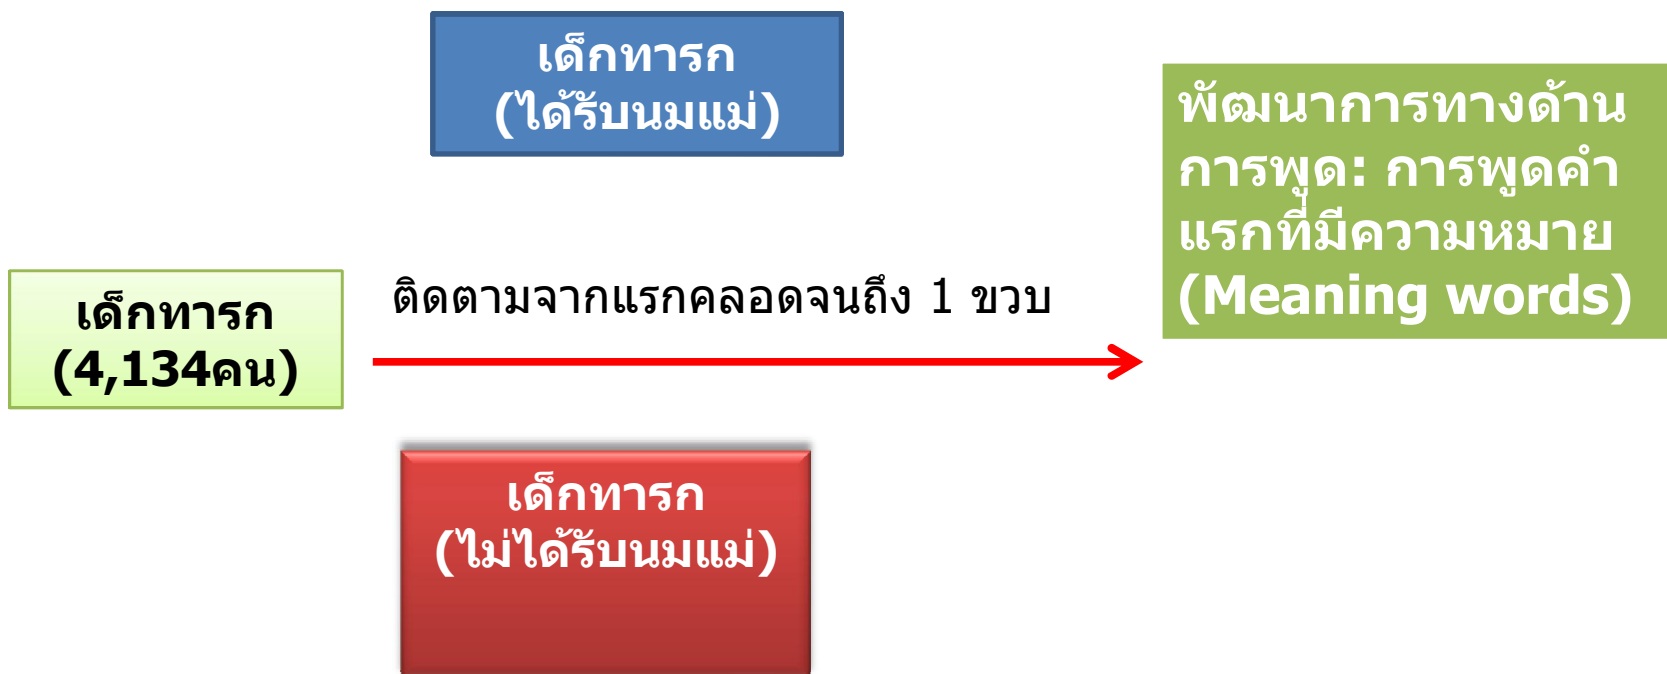 เด็กทารก
(ได้รับนมแม่)
พัฒนาการทางด้าน
การพูด: การพูดคำ
แรกที่มีความหมาย
(Meaning words)
ติดตามจากแรกคลอดจนถึง 1 ขวบ
เด็กทารก
(4,134คน)
เด็กทารก
(ไม่ได้รับนมแม่)